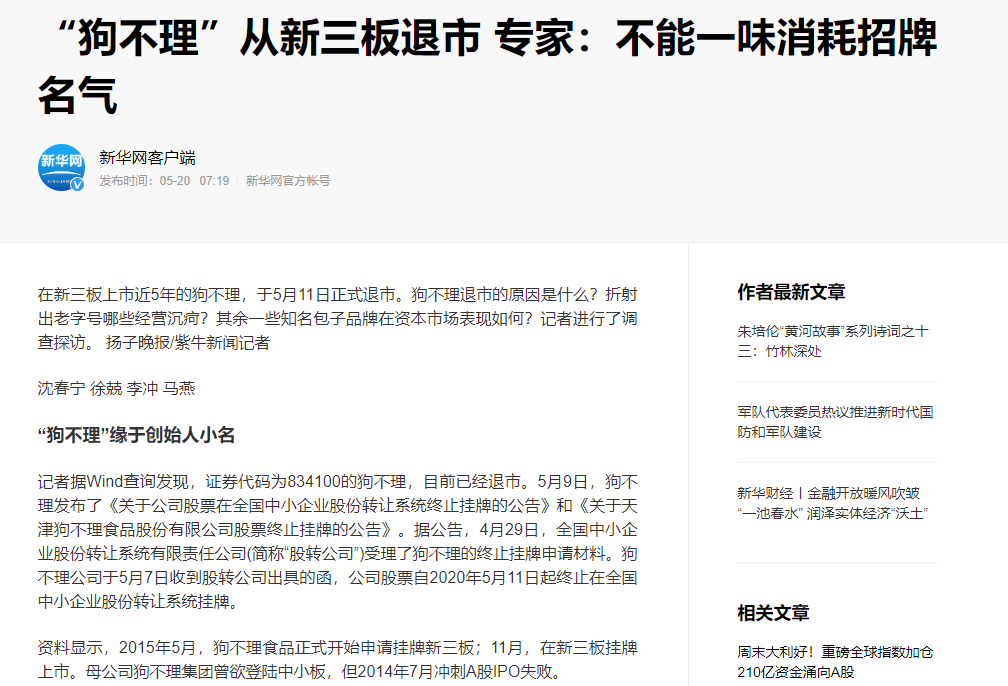 “狗不理”从新三板退市 专家：不能一味消耗招牌
名气
新华网
新华网客户端
发布时间：05-20 07:19 新华网官方帐号
在新三板上市近5年的狗不理，于5月11日正式退市。狗不理退市的原因是什么？折射
出老字号哪些经营沉疴？其余一些知名包子品牌在资本市场表现如何？记者进行了调
查探访。 扬子晚报/紫牛新闻记者
沈春宁 徐兢 李冲 马燕
“狗不理”缘于创始人小名
记者据Wind查询发现，证券代码为834100的狗不理，目前已经退市。5月9日，狗不
理发布了《关于公司股票在全国中小企业股份转让系统终止挂牌的公告》和《关于天
津狗不理食品股份有限公司股票终止挂牌的公告》。据公告，4月29日，全国中小企
业股份转让系统有限责任公司(简称“股转公司”)受理了狗不理的终止挂牌申请材料。狗
不理公司于5月7日收到股转公司出具的函，公司股票自2020年5月11日起终止在全国
中小企业股份转让系统挂牌。
资料显示，2015年5月，狗不理食品正式开始申请挂牌新三板；11月，在新三板挂牌
上市。母公司狗不理集团曾欲登陆中小板，但2014年7月冲刺A股IPO失败。
作者最新文章
朱培伦“黄河故事”系列诗词之十
三：竹林深处
军队代表委员热议推进新时代国
防和军队建设
新华财经丨金融开放暖风吹皱
“一池春水” 润泽实体经济“沃土”
相关文章
周末大利好！重磅全球指数加仓
210亿资金涌向A股